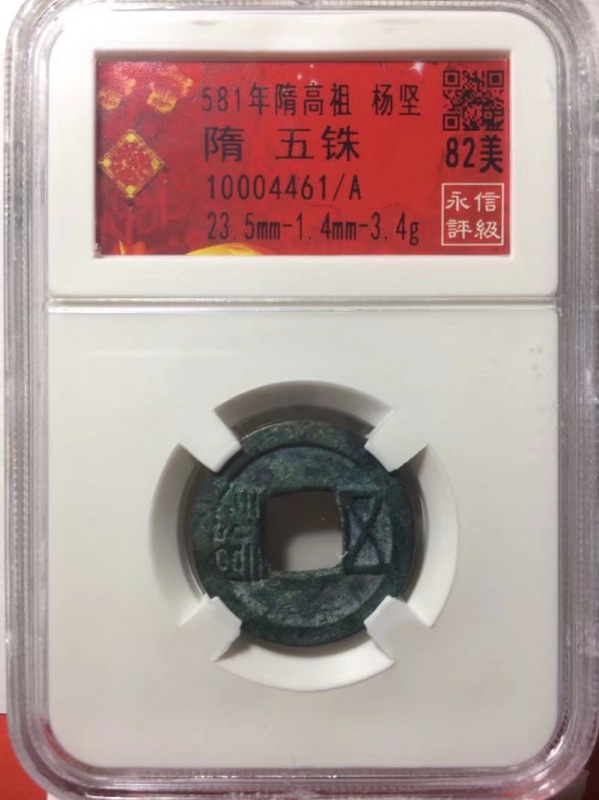 581年隋高祖 杨坚
隋 五铢
82美
10004461/A
23.5mm-1.4mm-3.4g
永信
評級
五